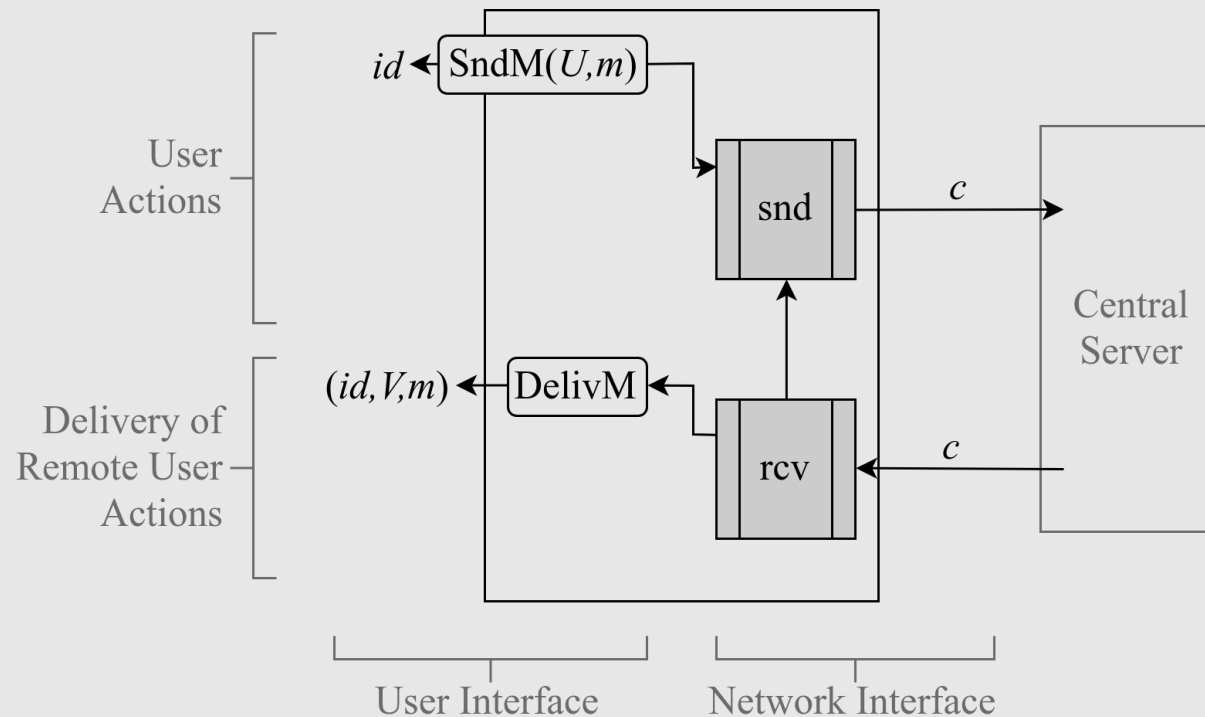 id
SndM(U,m)
User
Actions
snd
c
Central
Server
(id,V,m)
DelivM
Delivery of
Remote User
Actions
rcv
c
User Interface
Network Interface